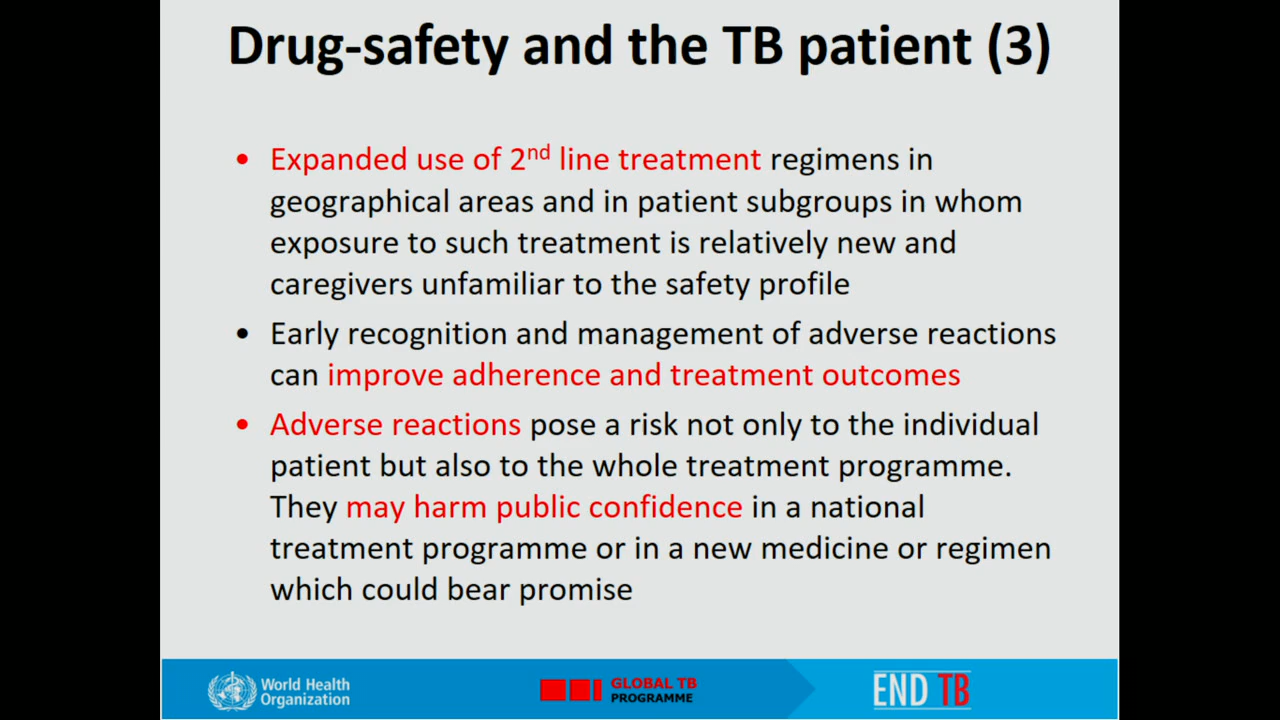 Drug-safety and the TB patient (3)
• Expanded use of 2nd line treatment regimens in
geographical areas and in patient subgroups in whom
exposure to such treatment is relatively new and
caregivers unfamiliar to the safety profile
• Early recognition and management of adverse reactions
can improve adherence and treatment outcomes
• Adverse reactions pose a risk not only to the individual
patient but also to the whole treatment programme.
They may harm public confidence in a national
treatment programme or in a new medicine or regimen
which could bear promise
World Health
Organization
GLOBAL TB
PROGRAMME
END TB